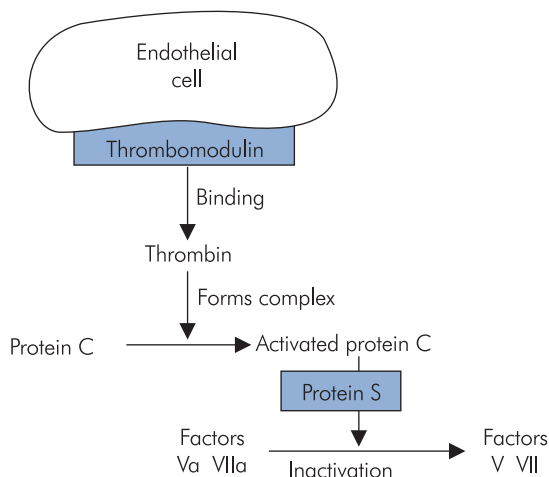 Endothelial
cell
Thrombomodulin
Binding
Thrombin
Forms complex
Protein C
Activated protein C
Protein S
Factors
Va VIIa
Inactivation
Factors
V VII